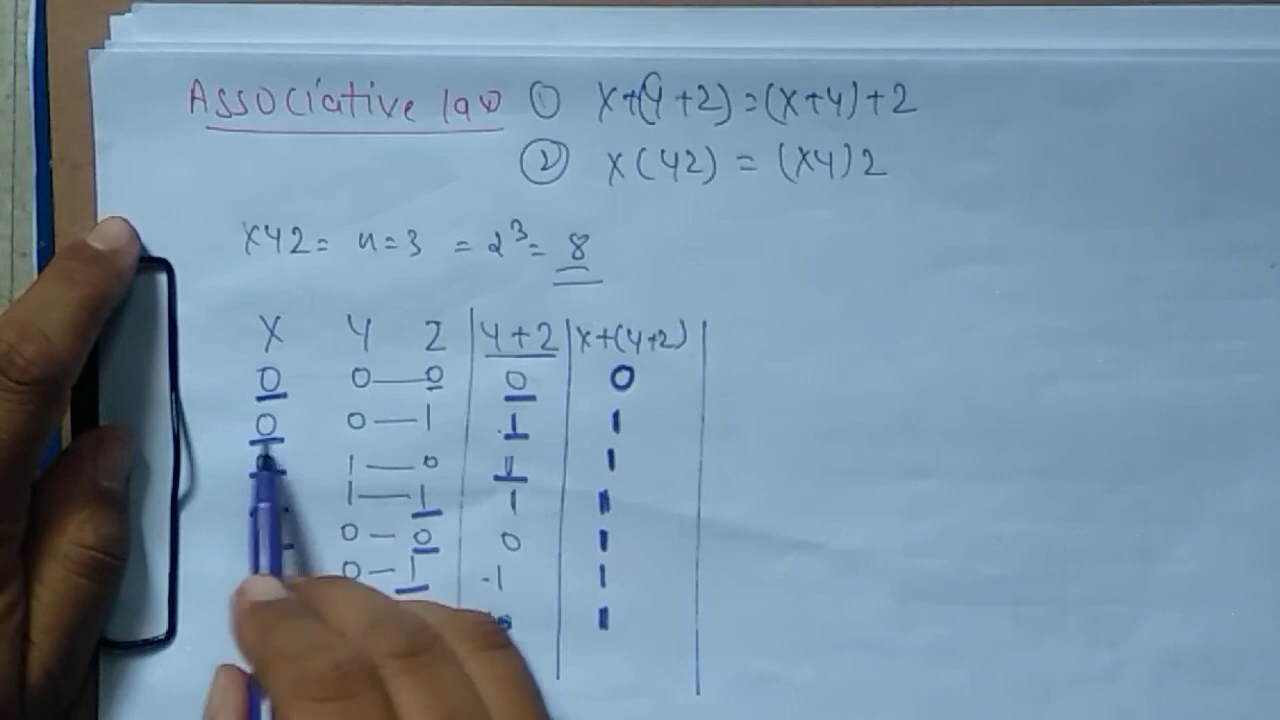 Associative law ① x+(y+z)=(x+y)+z
② x(yz) = (xy)z
xyz= n=3 = 2³= 8
X Y Z | y+z | x+(y+z) |
0 0—0 0 0
0 0—1 1 1
0 1—0 1 1
1—1 1 1
0—0 0 1
0—1 1 1
1